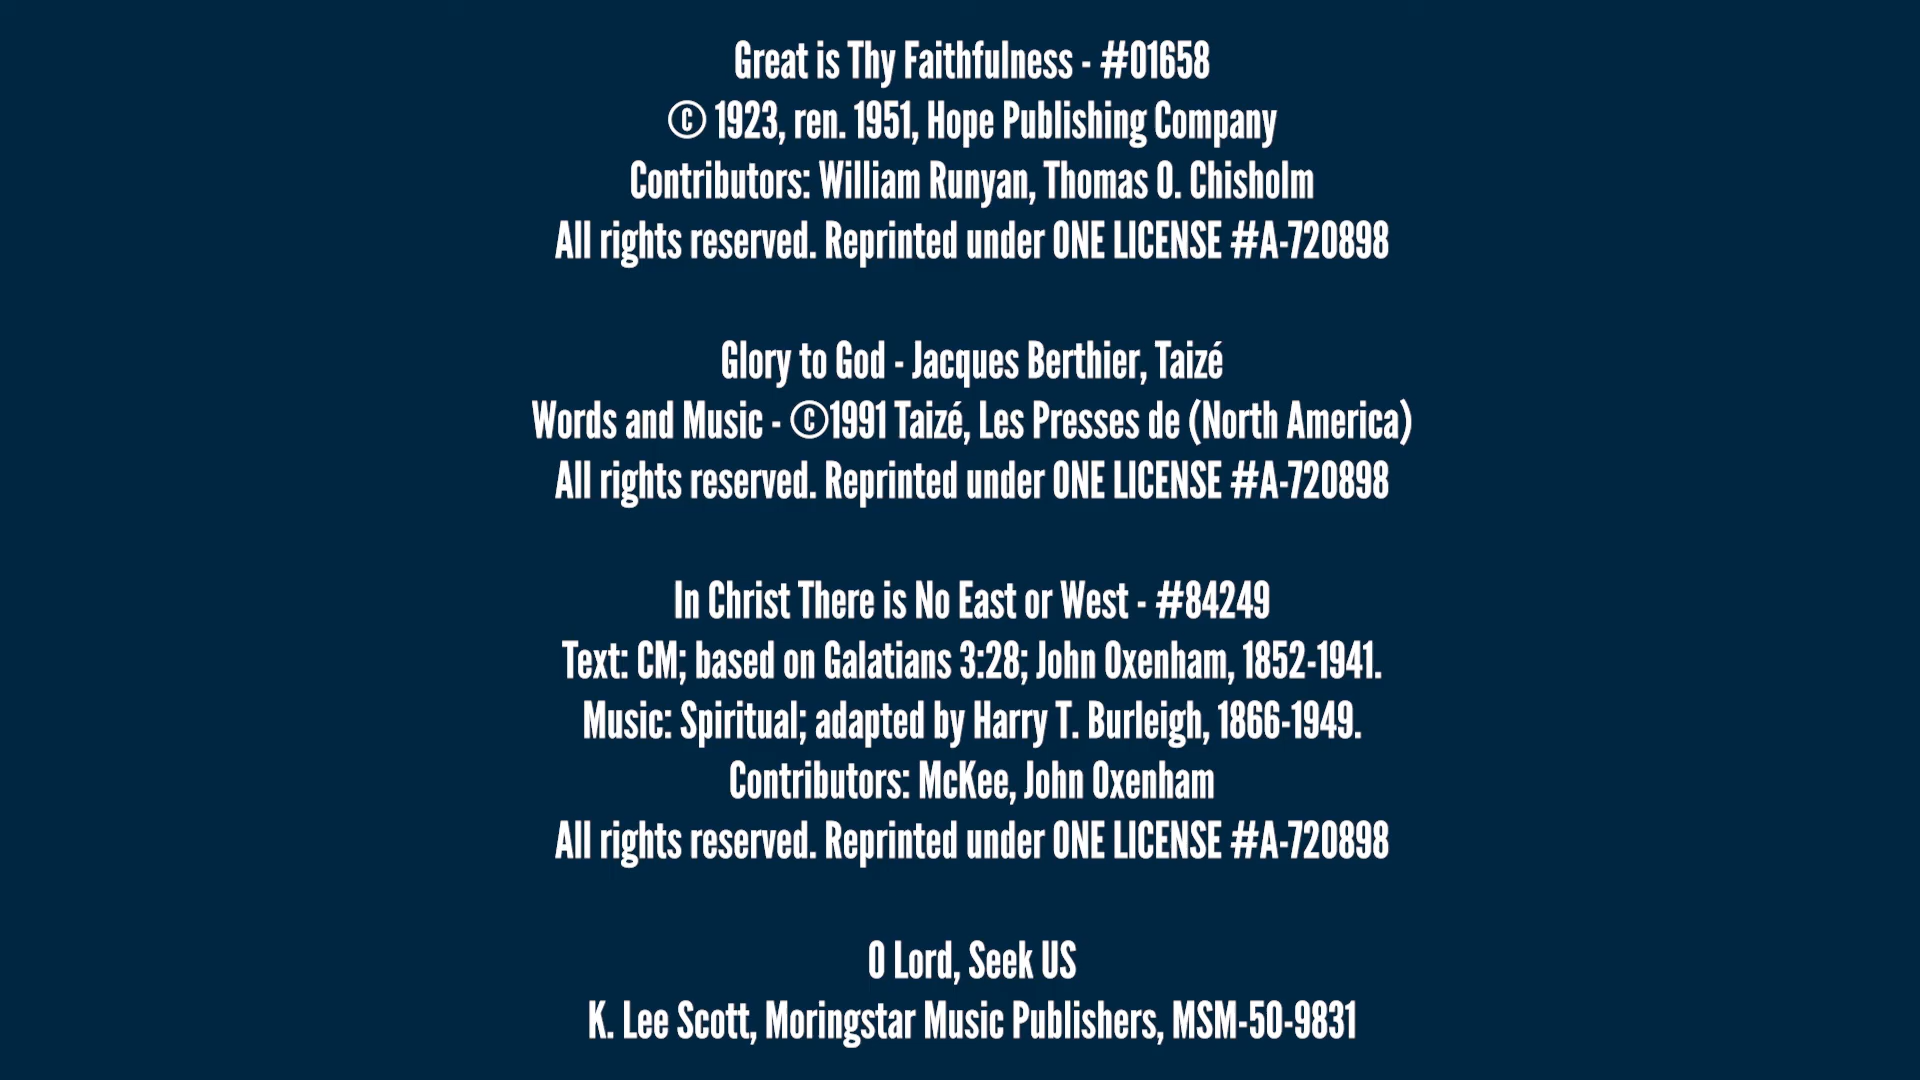 Great is Thy Faithfulness - #01658
© 1923, ren. 1951, Hope Publishing Company
Contributors: William Runyan, Thomas O. Chisholm
All rights reserved. Reprinted under ONE LICENSE #A-720898
Glory to God - Jacques Berthier, Taizé
Words and Music - ©1991 Taizé, Les Presses de (North America)
All rights reserved. Reprinted under ONE LICENSE #A-720898
In Christ There is No East or West - #84249
Text: CM; based on Galatians 3:28; John Oxenham, 1852-1941.
Music: Spiritual; adapted by Harry T. Burleigh, 1866-1949.
Contributors: McKee, John Oxenham
All rights reserved. Reprinted under ONE LICENSE #A-720898
O Lord, Seek US
K. Lee Scott, Moringstar Music Publishers, MSM-50-9831